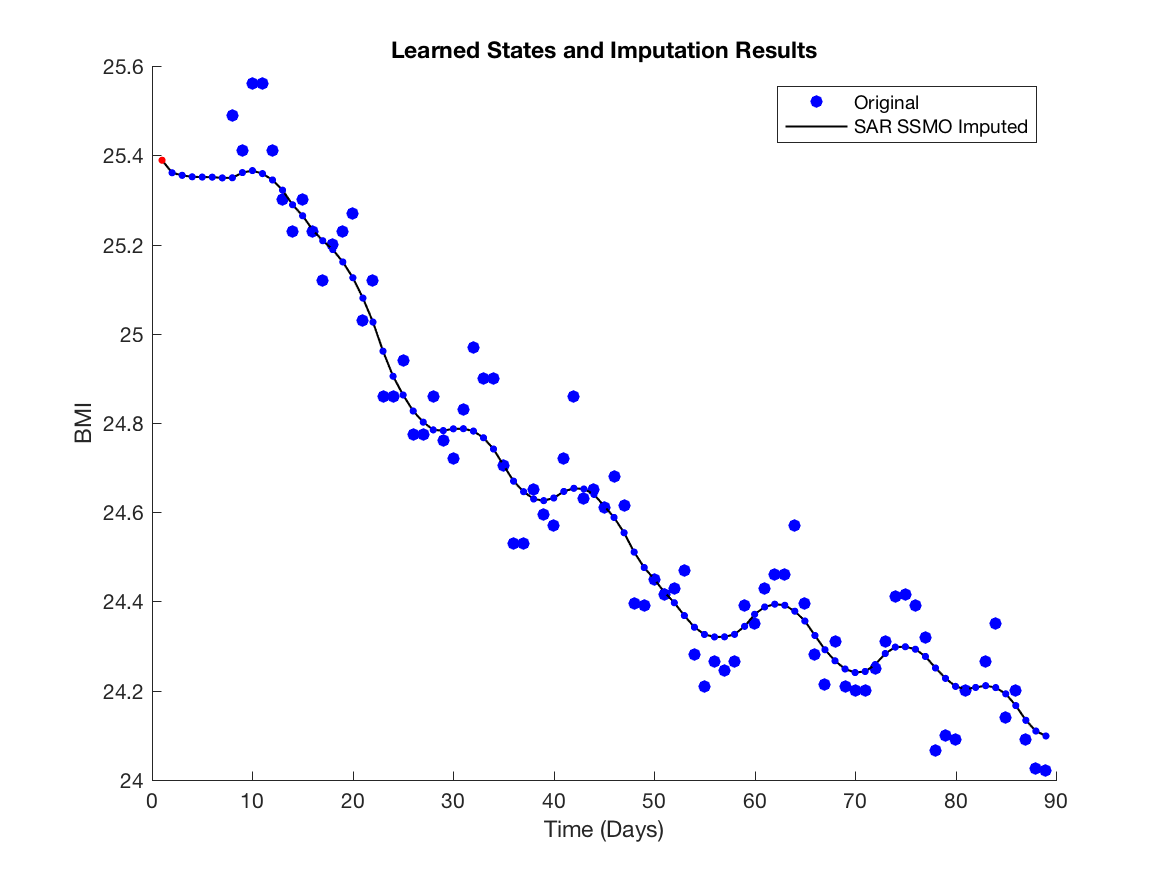 Learned States and Imputation Results
Original
SAR SSMO Imputed
BMI
25.6
25.4
25.2
25
24.8
24.6
24.4
24.2
24
0 10 20 30 40 50 60 70 80 90
Time (Days)